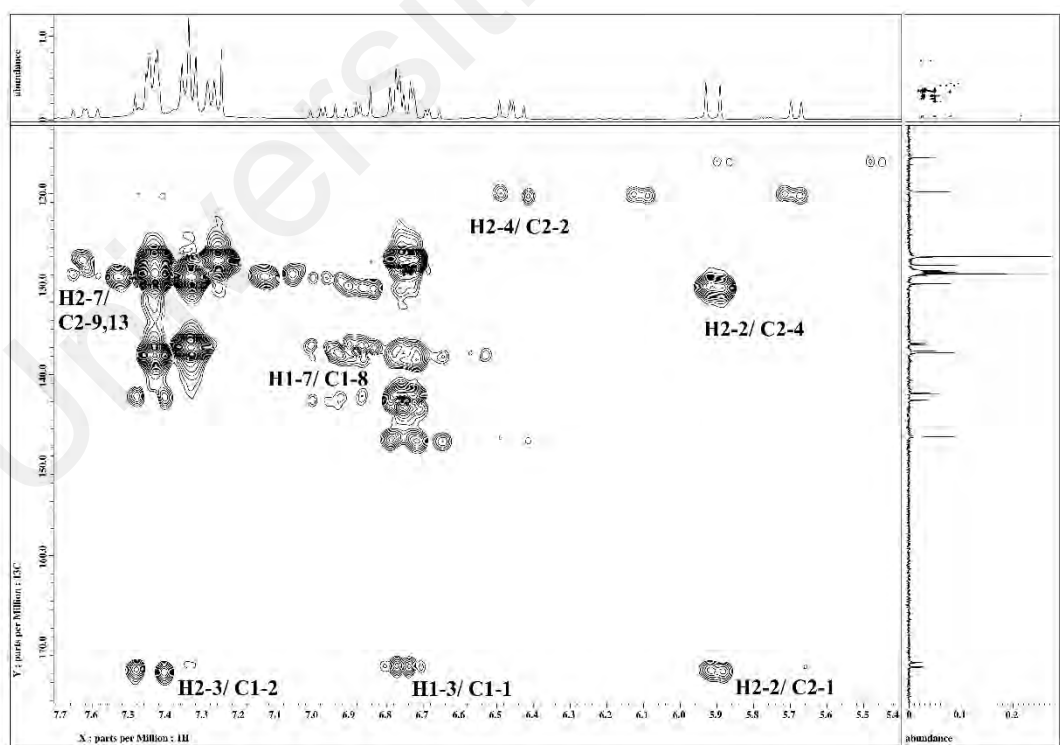 Universit
abundance
1.0
0
120.0
130.0
140.0
150.0
160.0
170.0
Y : parts per Million : 13C
H2-4/ C2-2
H2-7/
C2-9,13
H2-2/ C2-4
H1-7/ C1-8
H2-3/ C1-2
H1-3/ C1-1
H2-2/ C2-1
7.7 7.6 7.5 7.4 7.3 7.2 7.1 7.0 6.9 6.8 6.7 6.6 6.5 6.4 6.3 6.2 6.1 6.0 5.9 5.8 5.7 5.6 5.5 5.4
X : parts per Million : 1H
0 0.1 0.2
abundance